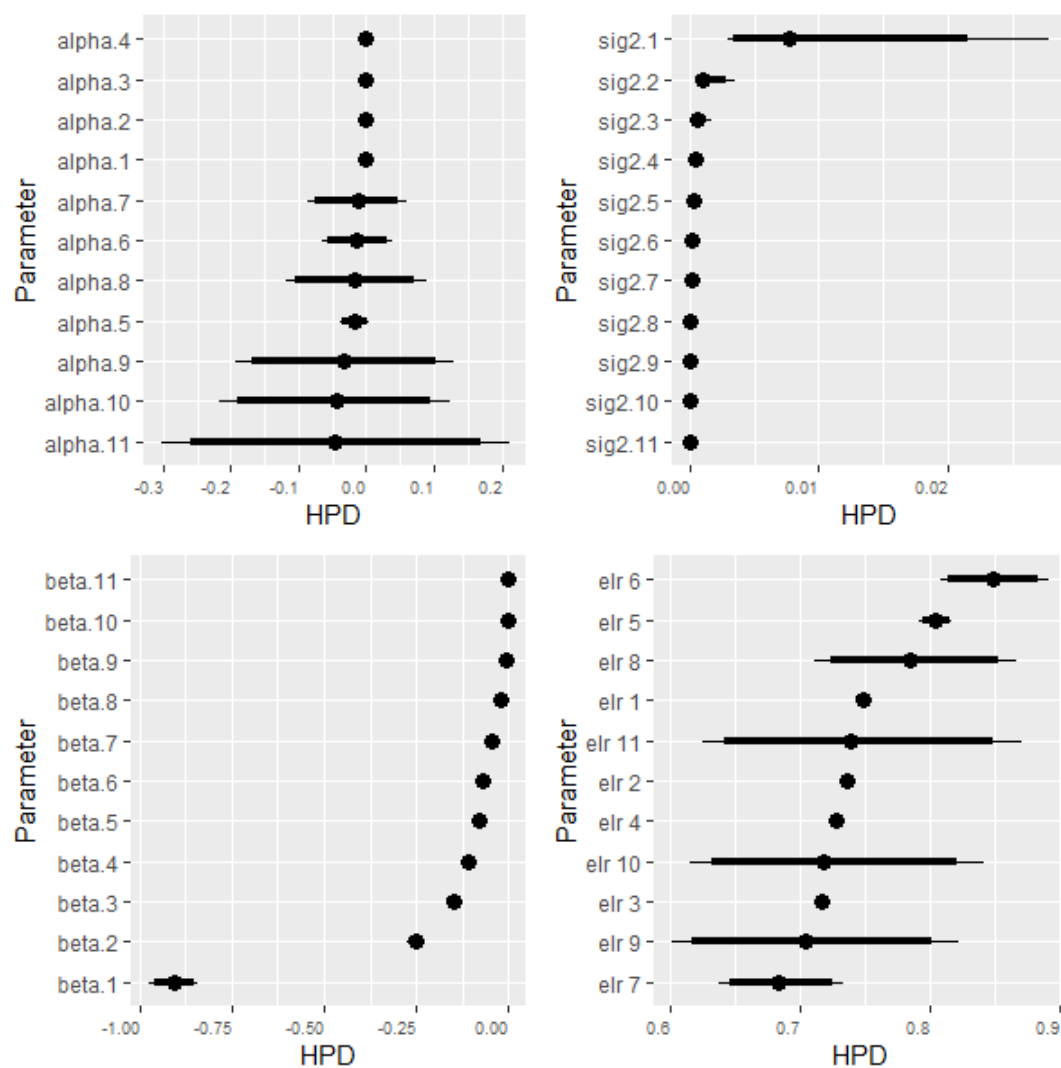 alpha.4
alpha.3
alpha.2
alpha.1
alpha.7
alpha.6
alpha.8
alpha.5
alpha.9
alpha.10
alpha.11
Parameter
-0.3 -0.2 -0.1 0.0 0.1 0.2
HPD
sig2.1
sig2.2
sig2.3
sig2.4
sig2.5
sig2.6
sig2.7
sig2.8
sig2.9
sig2.10
sig2.11
Parameter
0.00 0.01 0.02
HPD
beta.11
beta.10
beta.9
beta.8
beta.7
beta.6
beta.5
beta.4
beta.3
beta.2
beta.1
Parameter
-1.00 -0.75 -0.50 -0.25 0.00
HPD
elr 6
elr 5
elr 8
elr 1
elr 11
elr 2
elr 4
elr 10
elr 3
elr 9
elr 7
Parameter
0.6 0.7 0.8 0.9
HPD